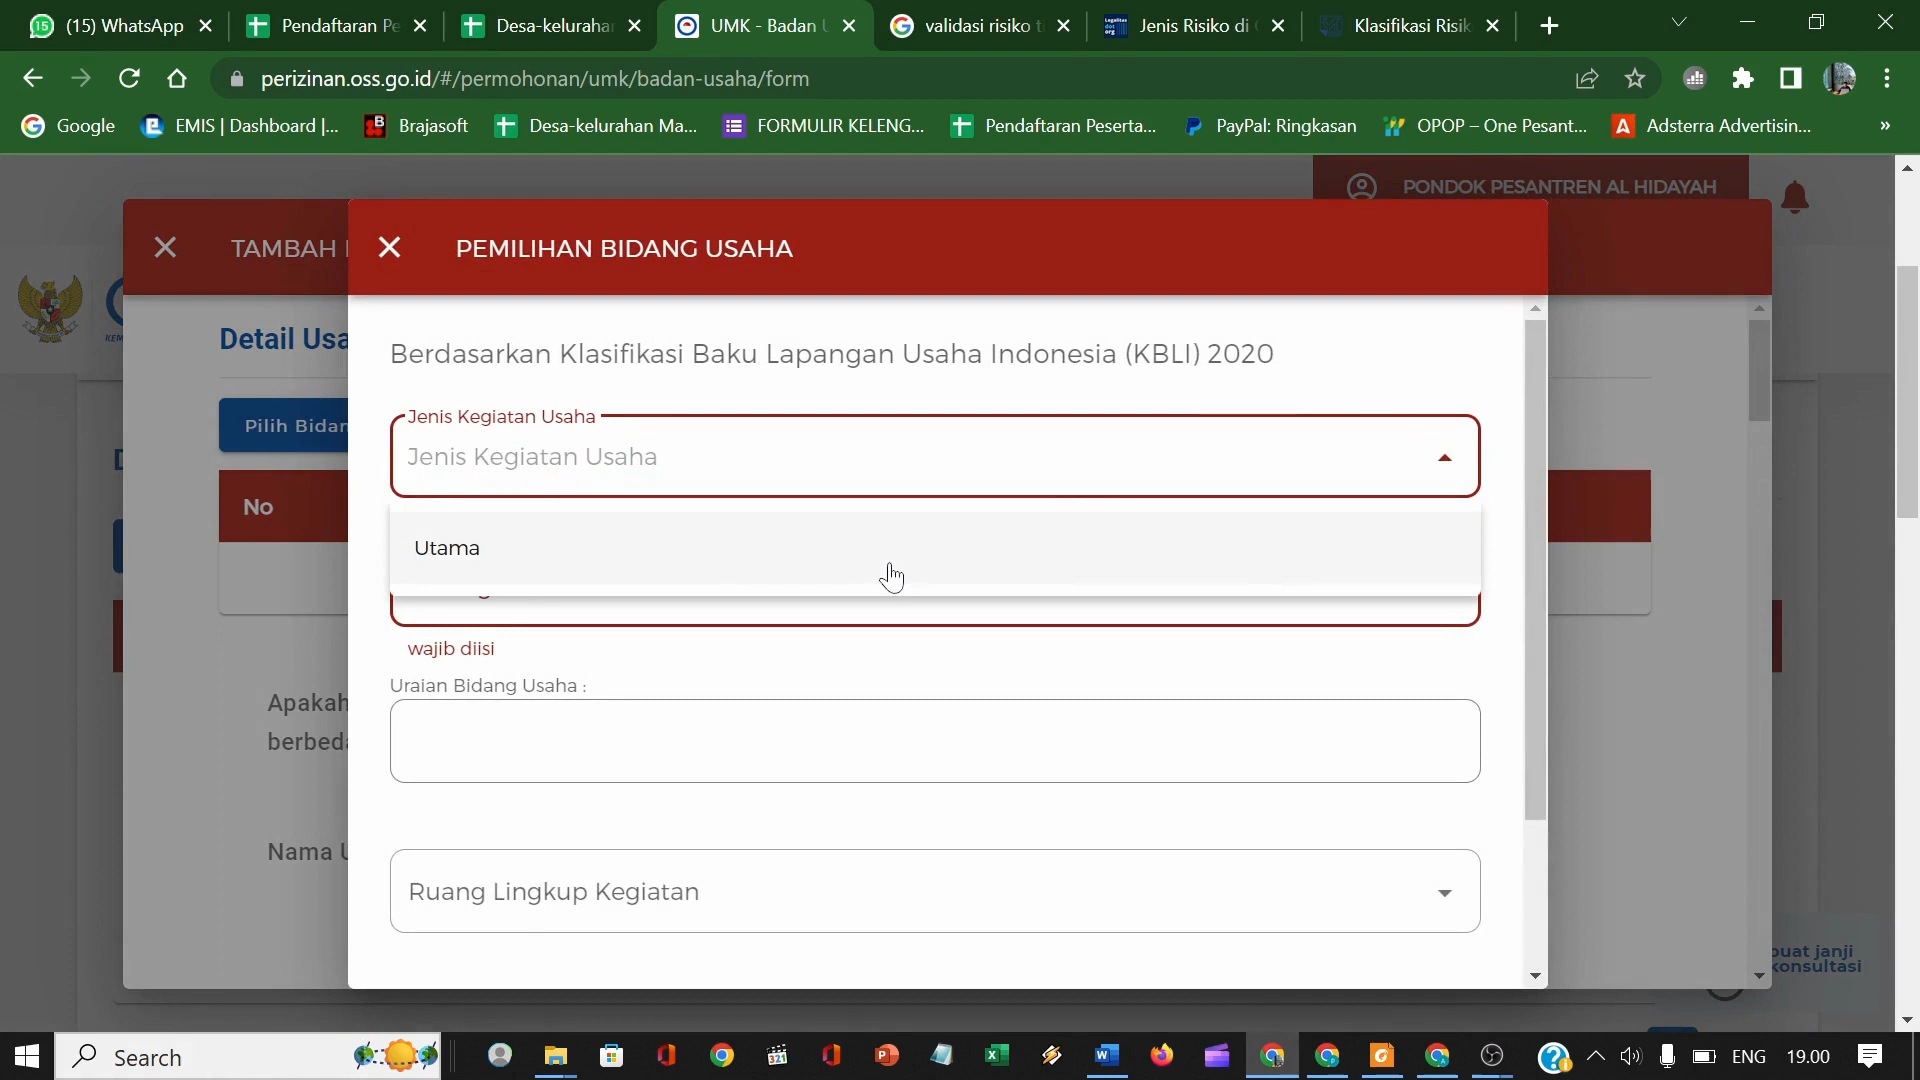 (15) WhatsApp
Pendaftaran Pe
Desa-kelurahan
UMK - Badan U
validasi risiko t
Jenis Risiko di
Klasifikasi Risik
perizinan.oss.go.id/#/permohonan/umk/badan-usaha/form
Google
EMIS | Dashboard |...
Brajasoft
Desa-kelurahan Ma...
FORMULIR KELENG...
Pendaftaran Peserta...
PayPal: Ringkasan
OPOP – One Pesant...
Adsterra Advertisin...
»
PONDOK PESANTREN AL HIDAYAH
TAMBAH
PEMILIHAN BIDANG USAHA
Detail Usa
Berdasarkan Klasifikasi Baku Lapangan Usaha Indonesia (KBLI) 2020
Pilih Bidan
Jenis Kegiatan Usaha
Jenis Kegiatan Usaha
No
Utama
wajib diisi
Uraian Bidang Usaha :
Apakah
berbeda
Nama U
Ruang Lingkup Kegiatan
buat janji
konsultasi
Search
ENG
19.00